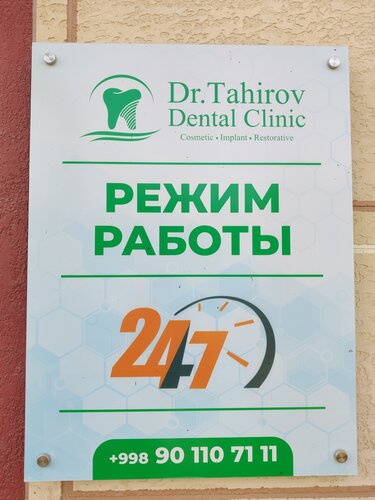 Dr.Tahirov
Dental Clinic
Cosmetic • Implant • Restorative
РЕЖИМ
РАБОТЫ
24/7
+998 90 110 71 11